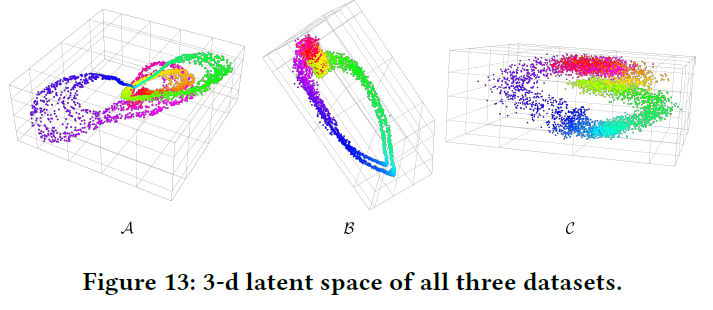 𝒜
ℬ
𝒞
Figure 13: 3-d latent space of all three datasets.